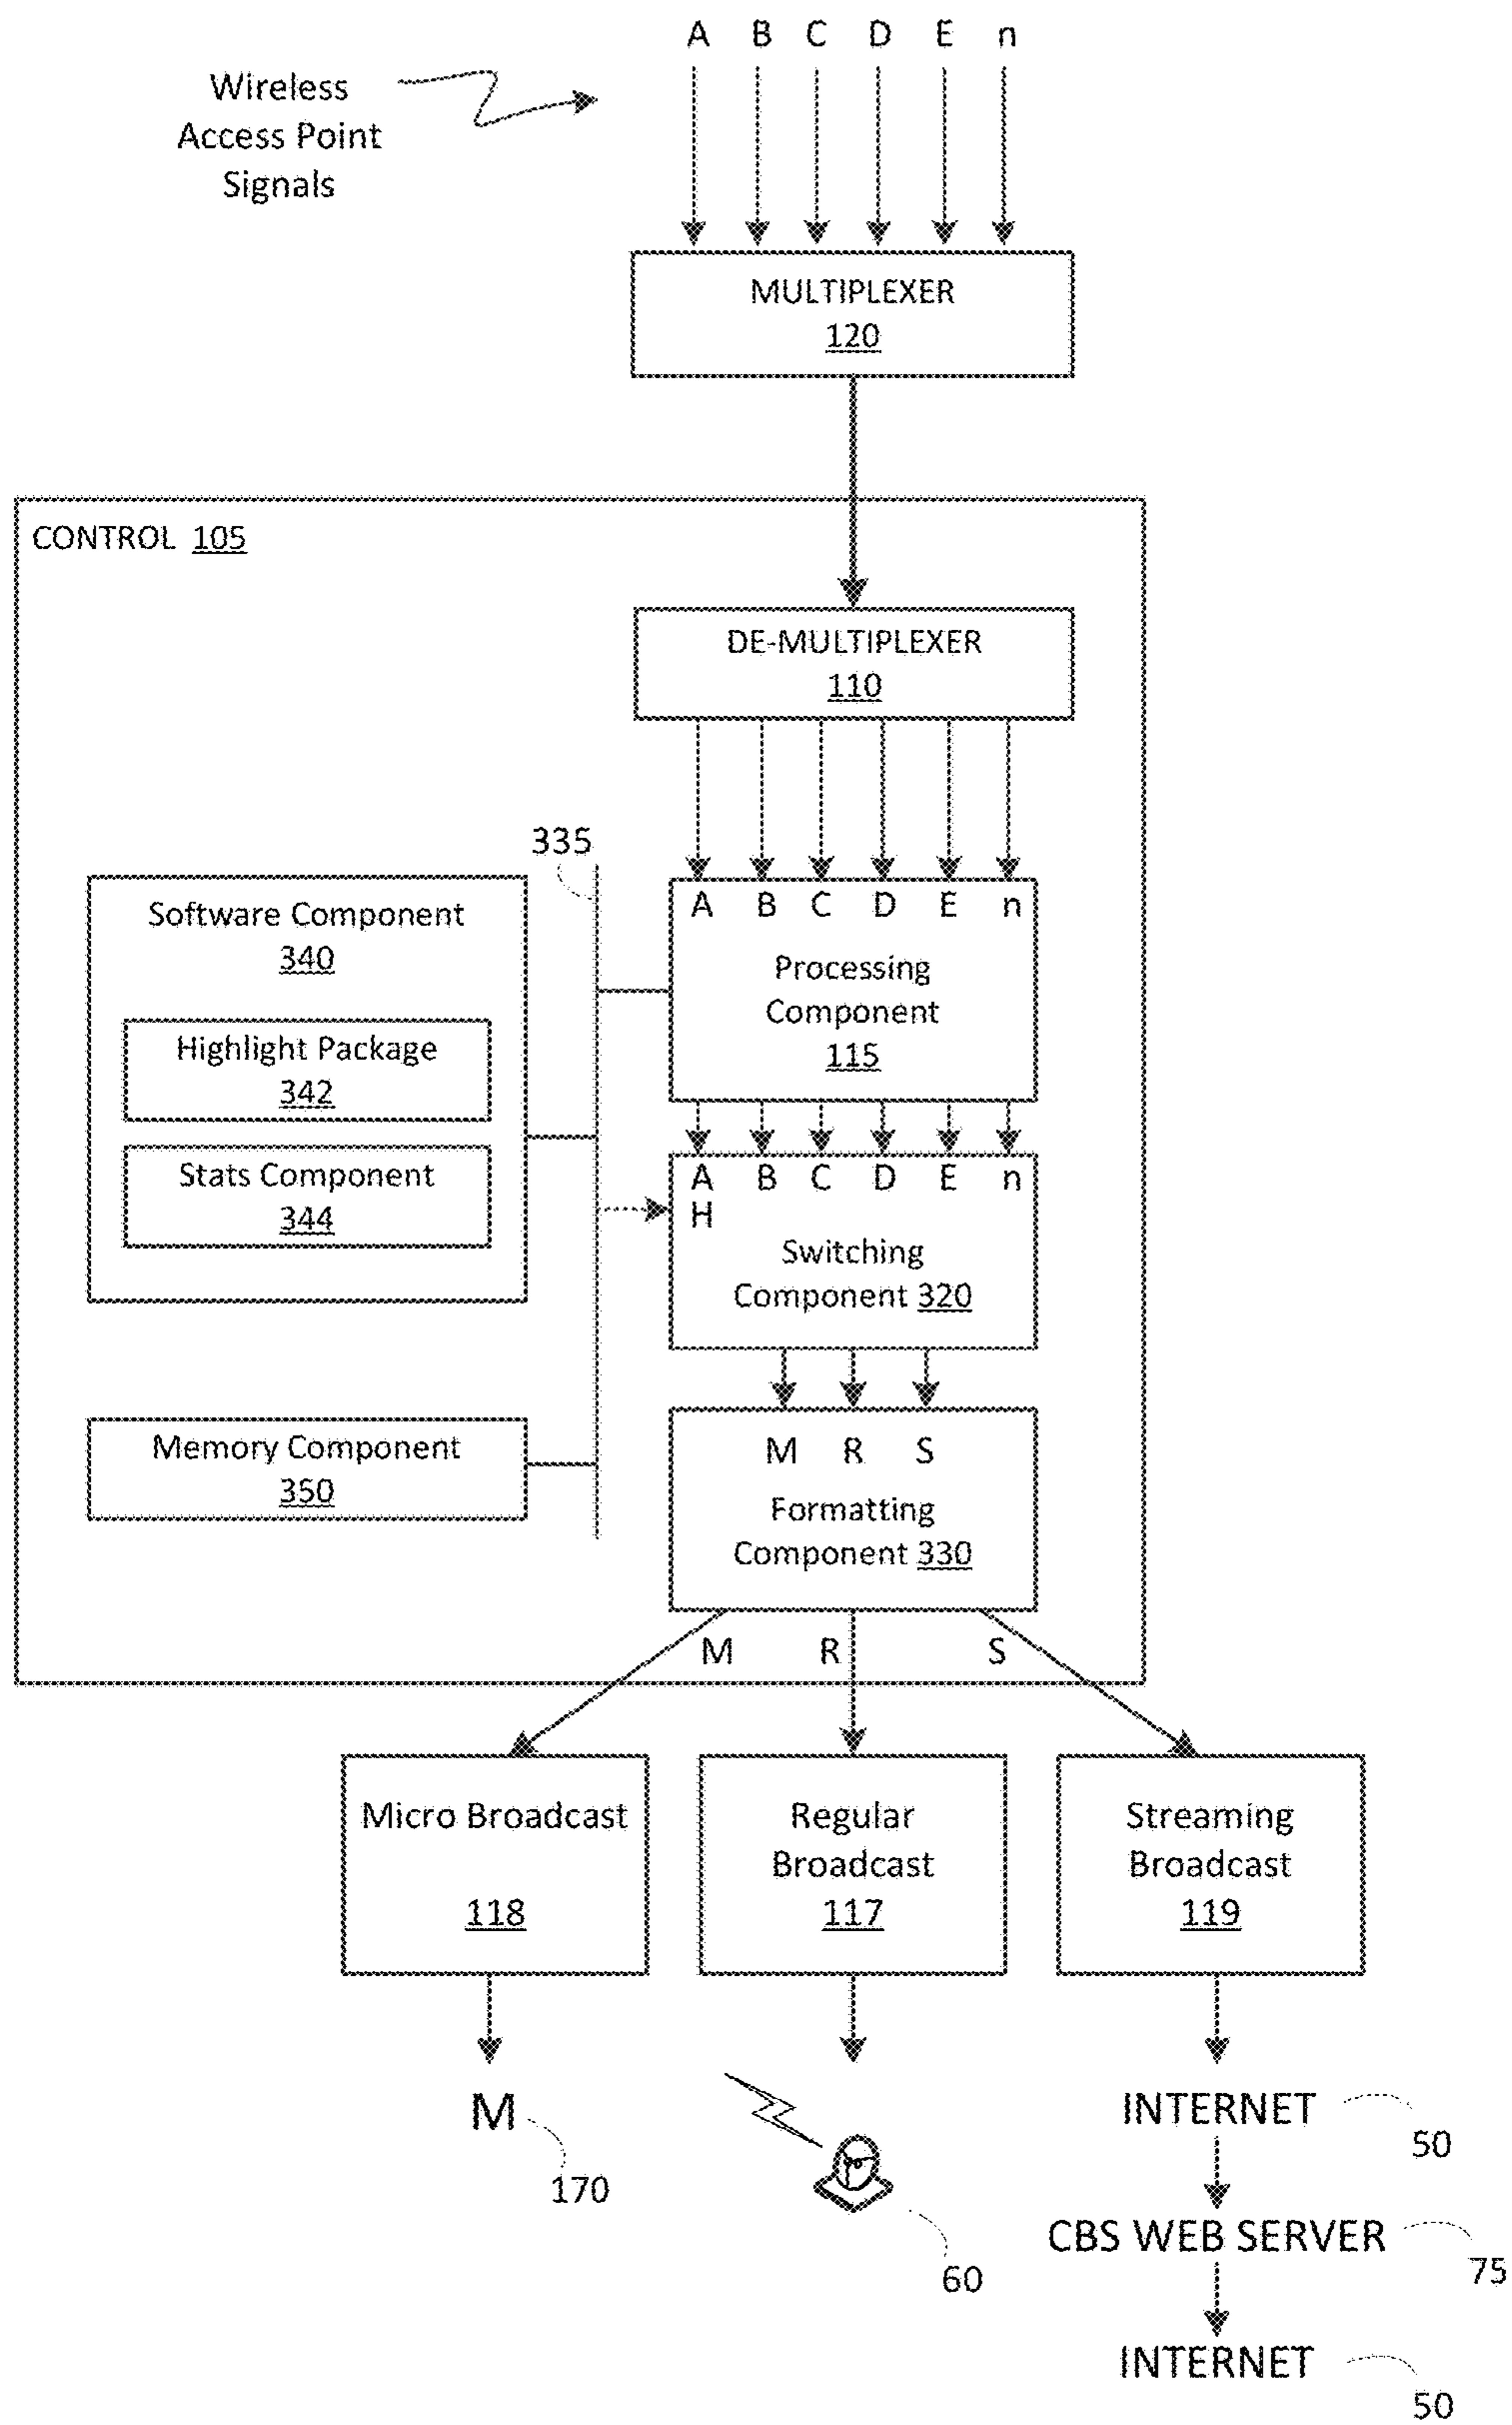 A B C D E n
Wireless
Access Point
Signals
MULTIPLEXER
120
CONTROL 105
DE-MULTIPLEXER
110
335
A B C D E n
Processing
Component
115
Software Component
340
Highlight Package
342
Stats Component
344
A B C D E n
H
Switching
Component 320
Memory Component
350
M R S
Formatting
Component 330
M R S
Micro Broadcast
118
Regular
Broadcast
117
Streaming
Broadcast
119
M
170
60
INTERNET
50
CBS WEB SERVER
75
INTERNET
50